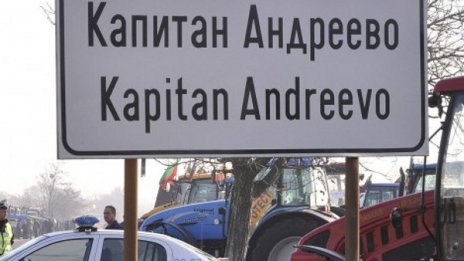 Капитан Андреево
Kapitan Andreevo